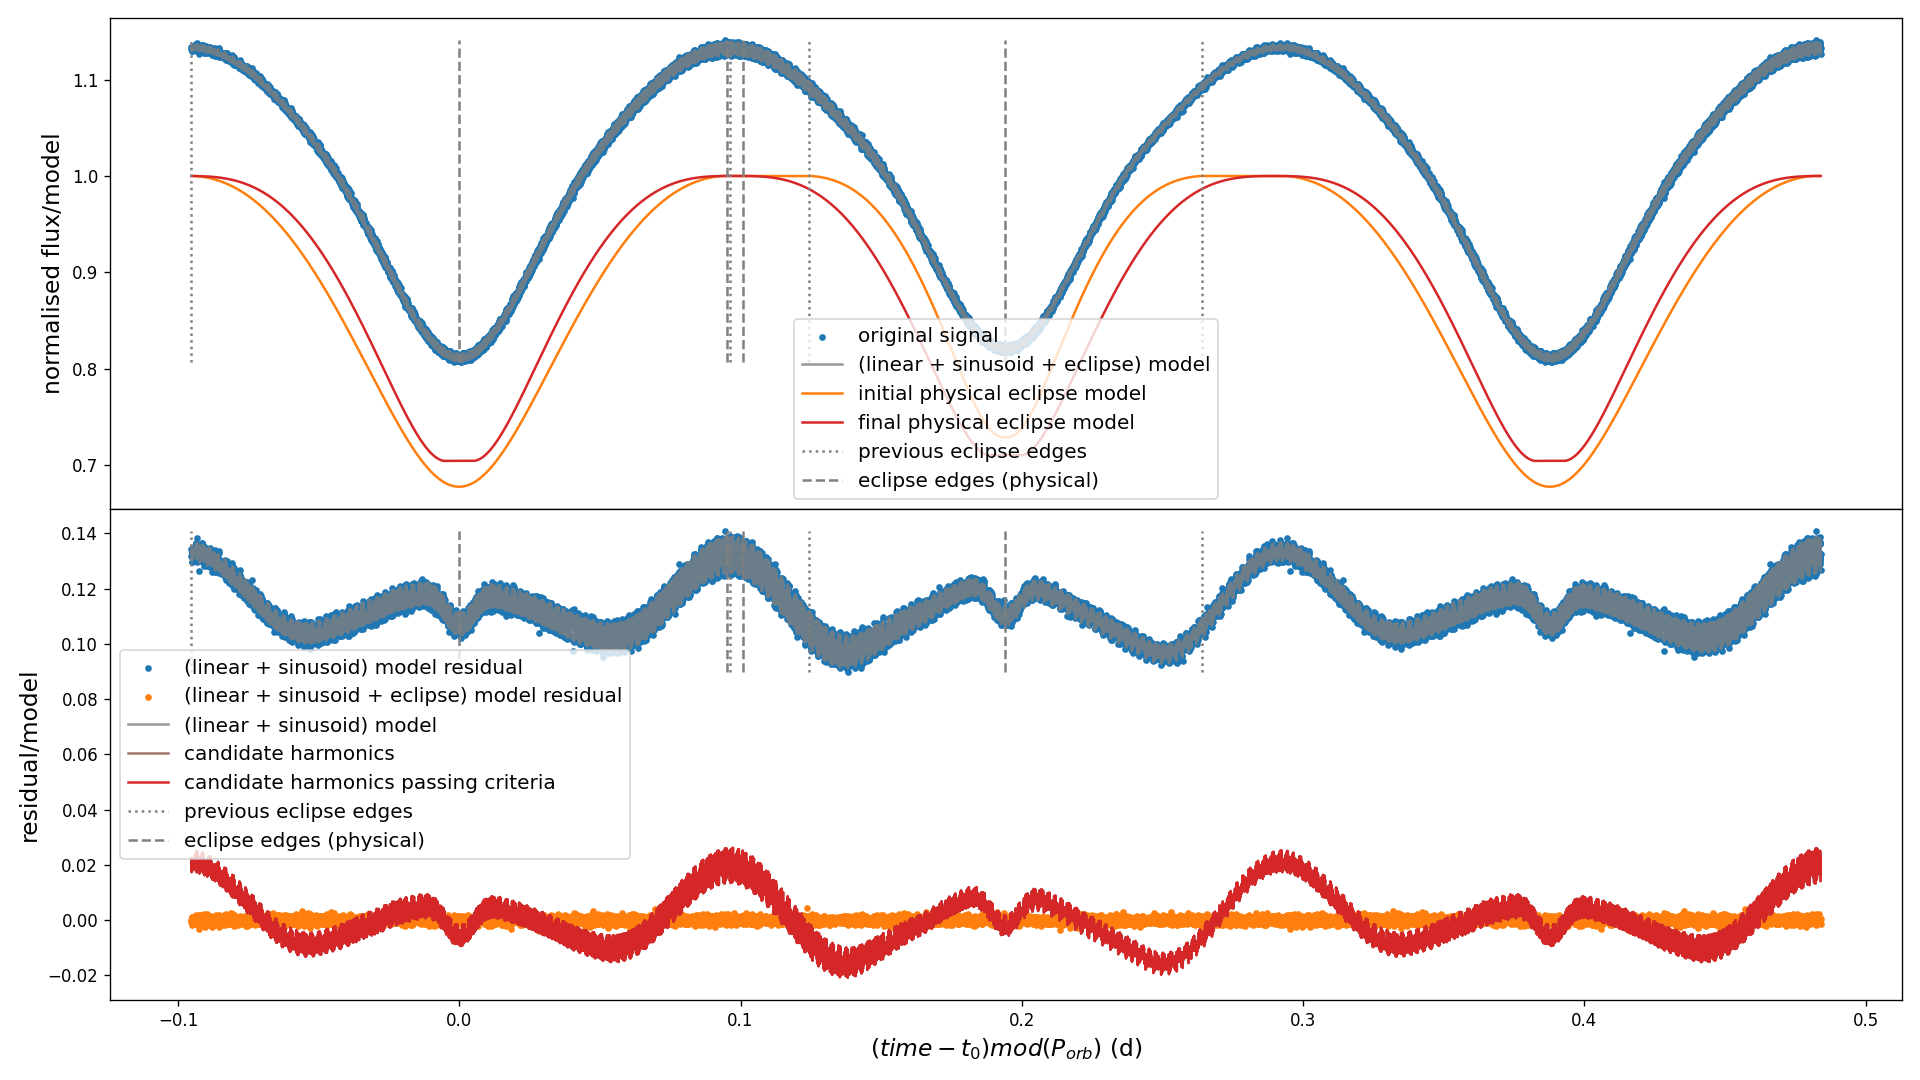 normalised flux/model
1.1
1.0
0.9
0.8
0.7
original signal
(linear + sinusoid + eclipse) model
initial physical eclipse model
final physical eclipse model
previous eclipse edges
eclipse edges (physical)
residual/model
0.14
0.12
0.10
0.08
0.06
0.04
0.02
0.00
−0.02
(linear + sinusoid) model residual
(linear + sinusoid + eclipse) model residual
(linear + sinusoid) model
candidate harmonics
candidate harmonics passing criteria
previous eclipse edges
eclipse edges (physical)
−0.1 0.0 0.1 0.2 0.3 0.4 0.5
(time − t₀)mod(P_orb) (d)